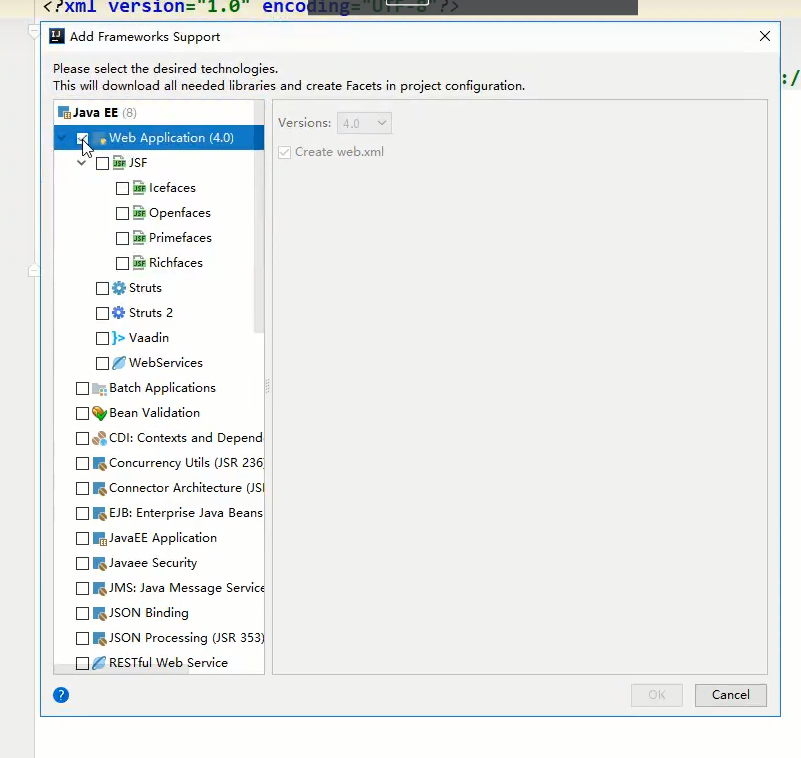 <?xml version="1.0" encoding="UTF-8"?>
Add Frameworks Support
:/
Please select the desired technologies.
This will download all needed libraries and create Facets in project configuration.
Java EE (8)
Web Application (4.0)
JSF
Icefaces
Openfaces
Primefaces
Richfaces
Struts
Struts 2
Vaadin
WebServices
Batch Applications
Bean Validation
CDI: Contexts and Depend
Concurrency Utils (JSR 236)
Connector Architecture (JS
EJB: Enterprise Java Beans
JavaEE Application
Javaee Security
JMS: Java Message Service
JSON Binding
JSON Processing (JSR 353)
RESTful Web Service
Versions: 4.0
Create web.xml
?
OK
Cancel